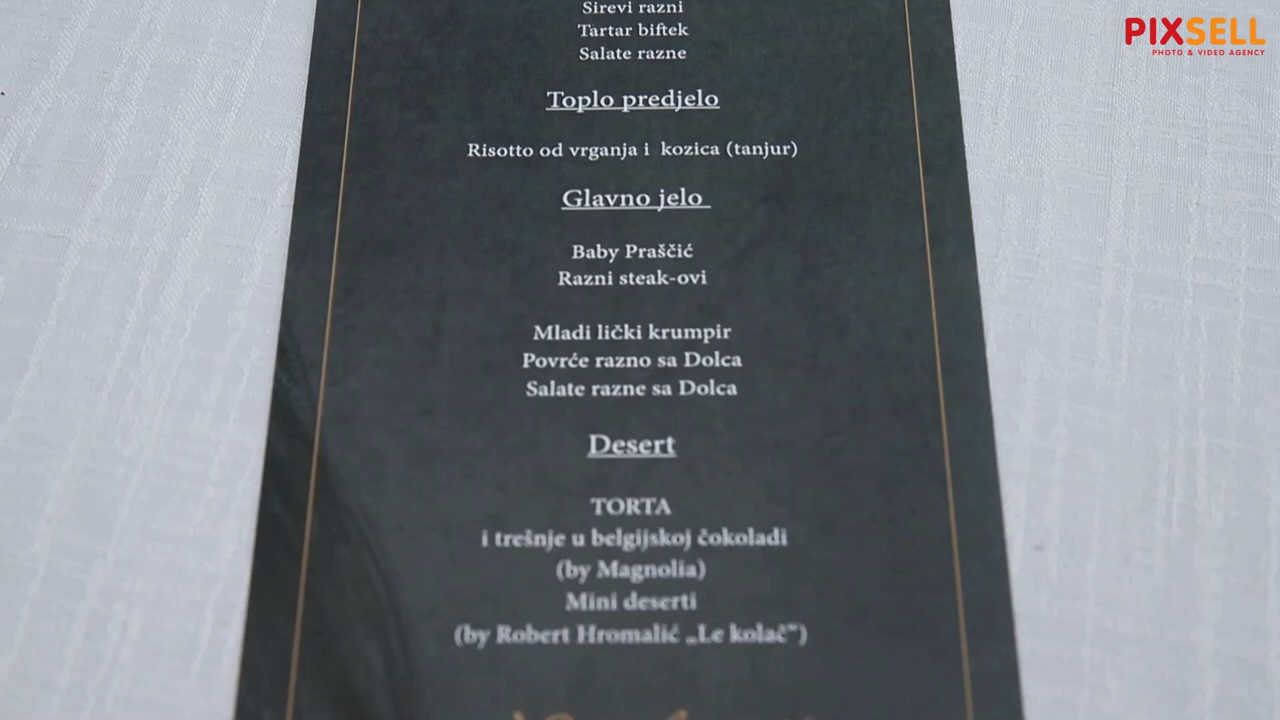 PIXSELL
PHOTO & VIDEO AGENCY
Sirevi razni
Tartar biftek
Salate razne
Toplo predjelo
Risotto od vrganja i kozica (tanjur)
Glavno jelo
Baby Praščić
Razni steak-ovi
Mladi lički krumpir
Povrće razno sa Dolca
Salate razne sa Dolca
Desert
TORTA
i trešnje u belgijskoj čokoladi
(by Magnolia)
Mini deserti
(by Robert Hromalić „Le kolač”)